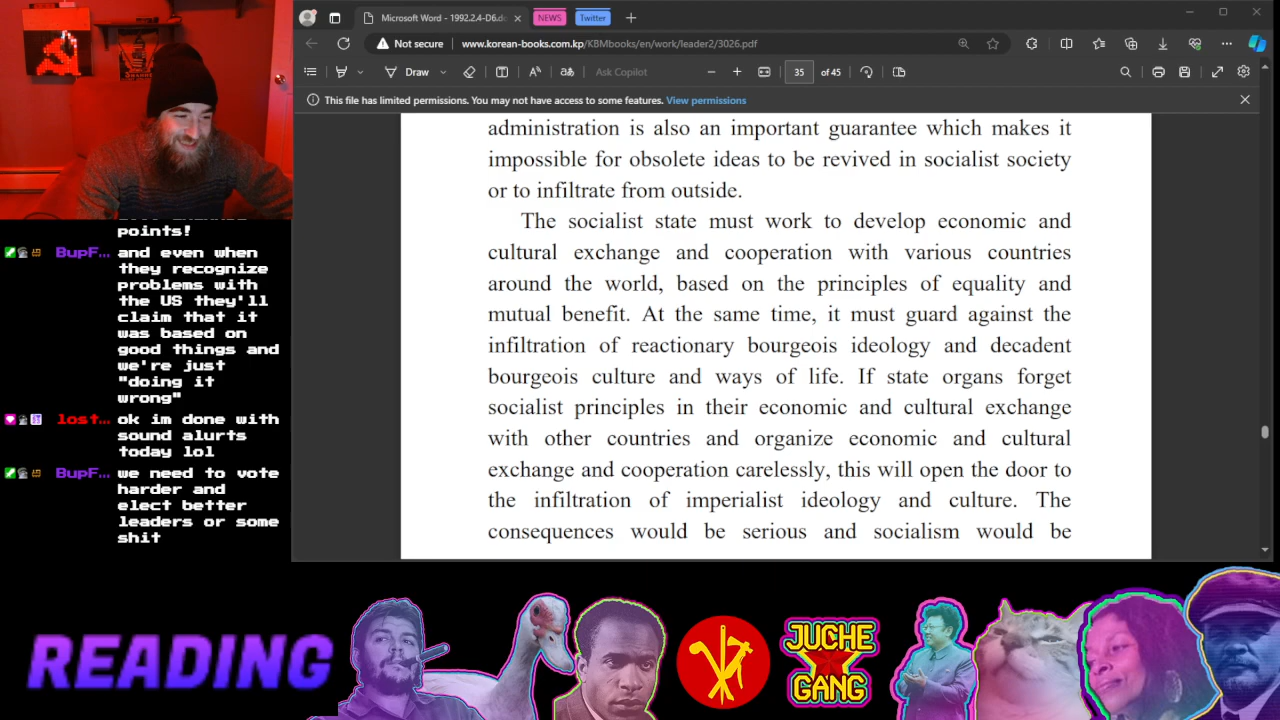 Microsoft Word - 1992.2.4-D6.do
NEWS
Twitter
Not secure
www.korean-books.com.kp/KBMbooks/en/work/leader2/3026.pdf
Draw
Ask Copilot
35
of 45
This file has limited permissions. You may not have access to some features. View permissions
administration is also an important guarantee which makes it
impossible for obsolete ideas to be revived in socialist society
or to infiltrate from outside.
The socialist state must work to develop economic and
cultural exchange and cooperation with various countries
around the world, based on the principles of equality and
mutual benefit. At the same time, it must guard against the
infiltration of reactionary bourgeois ideology and decadent
bourgeois culture and ways of life. If state organs forget
socialist principles in their economic and cultural exchange
with other countries and organize economic and cultural
exchange and cooperation carelessly, this will open the door to
the infiltration of imperialist ideology and culture. The
consequences would be serious and socialism would be
points!
BupF... and even when
they recognize
problems with
the US they'll
claim that it
was based on
good things and
we're just
"doing it
wrong"
lost... ok im done with
sound alurts
today lol
BupF... we need to vote
harder and
elect better
leaders or some
shit
READING
JUCHE
GANG